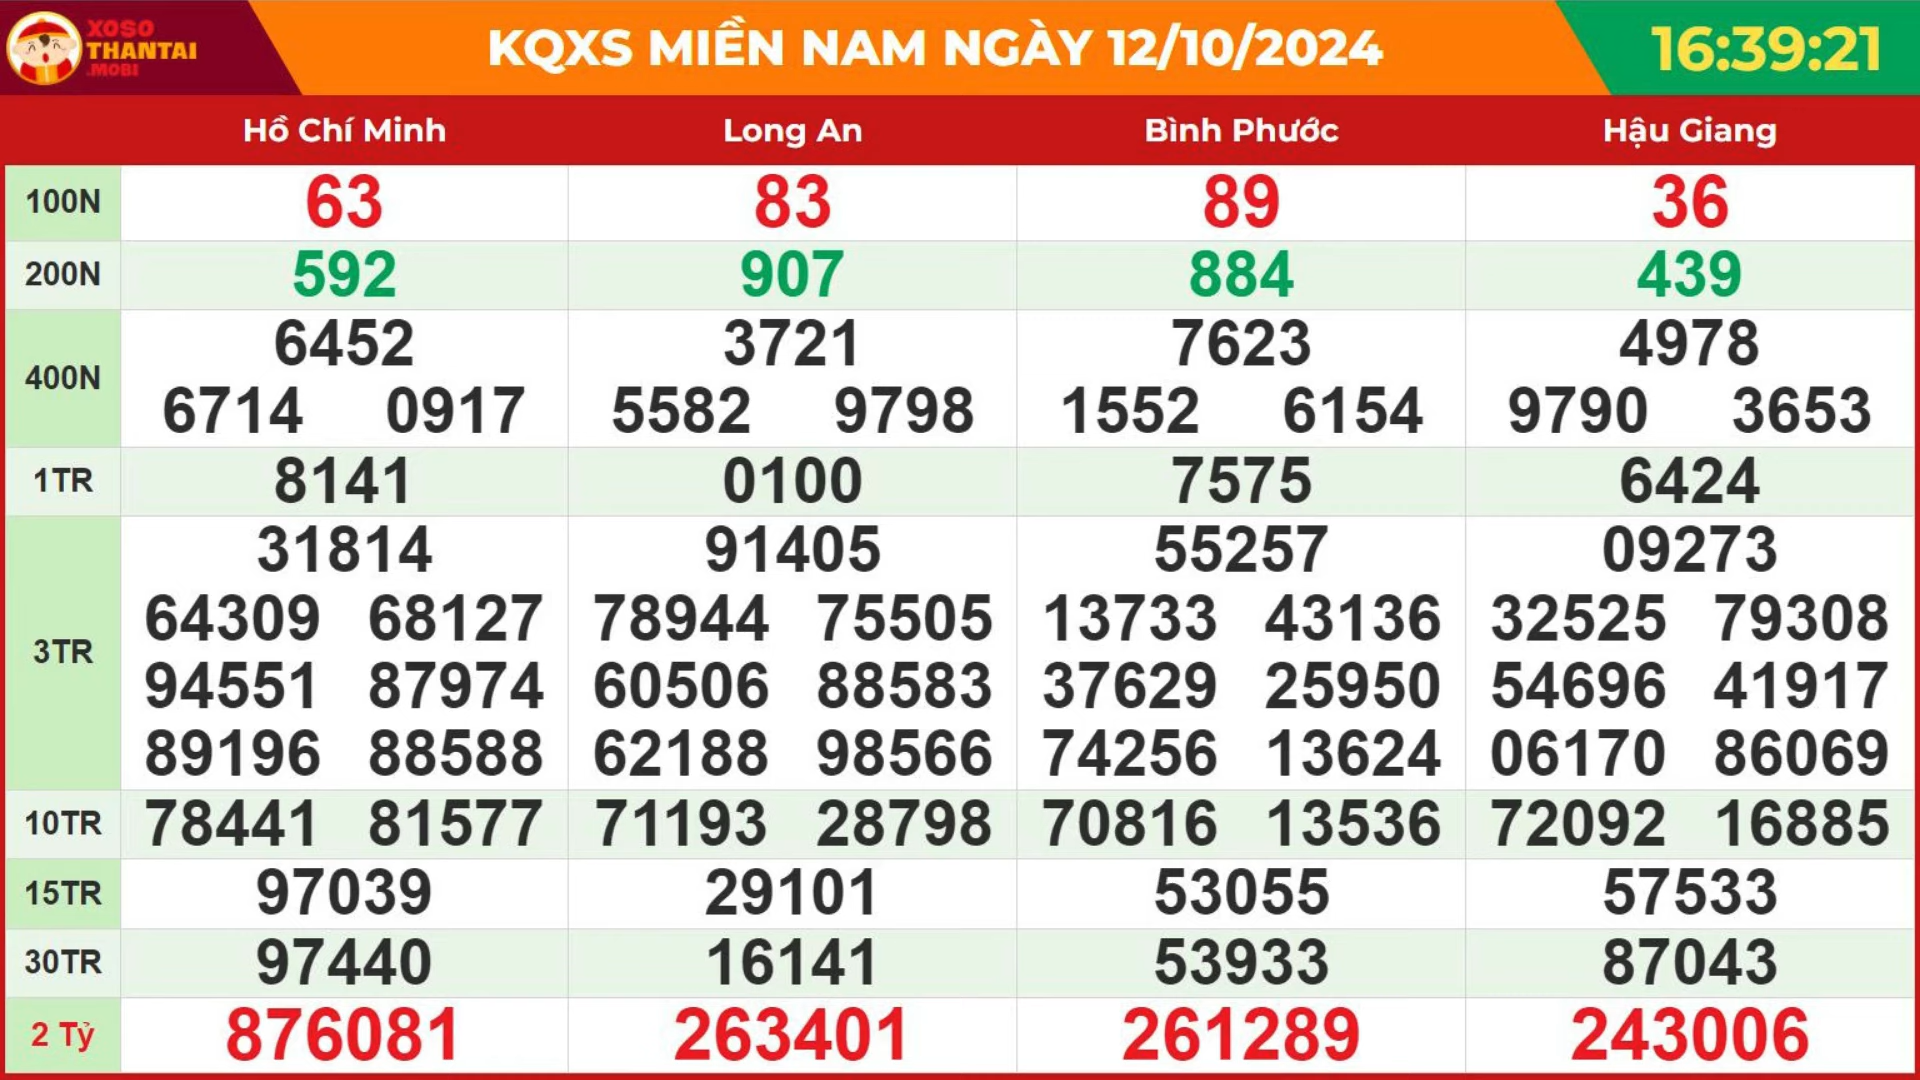 XOSO
THANTAI
.MOBI
KQXS MIỀN NAM NGÀY 12/10/2024
16:39:21
Hồ Chí Minh Long An Bình Phước Hậu Giang
100N 63 83 89 36
200N 592 907 884 439
6452 3721 7623 4978
400N
6714 0917 5582 9798 1552 6154 9790 3653
1TR 8141 0100 7575 6424
31814 91405 55257 09273
64309 68127 78944 75505 13733 43136 32525 79308
3TR
94551 87974 60506 88583 37629 25950 54696 41917
89196 88588 62188 98566 74256 13624 06170 86069
10TR 78441 81577 71193 28798 70816 13536 72092 16885
15TR 97039 29101 53055 57533
30TR 97440 16141 53933 87043
2 Tỷ 876081 263401 261289 243006